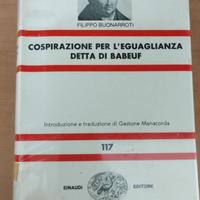 FILIPPO BUONARROTI
COSPIRAZIONE PER L'EGUAGLIANZA
DETTA DI BABEUF
Introduzione e traduzione di Gastone Manacorda
117
EINAUDI
EDITORE